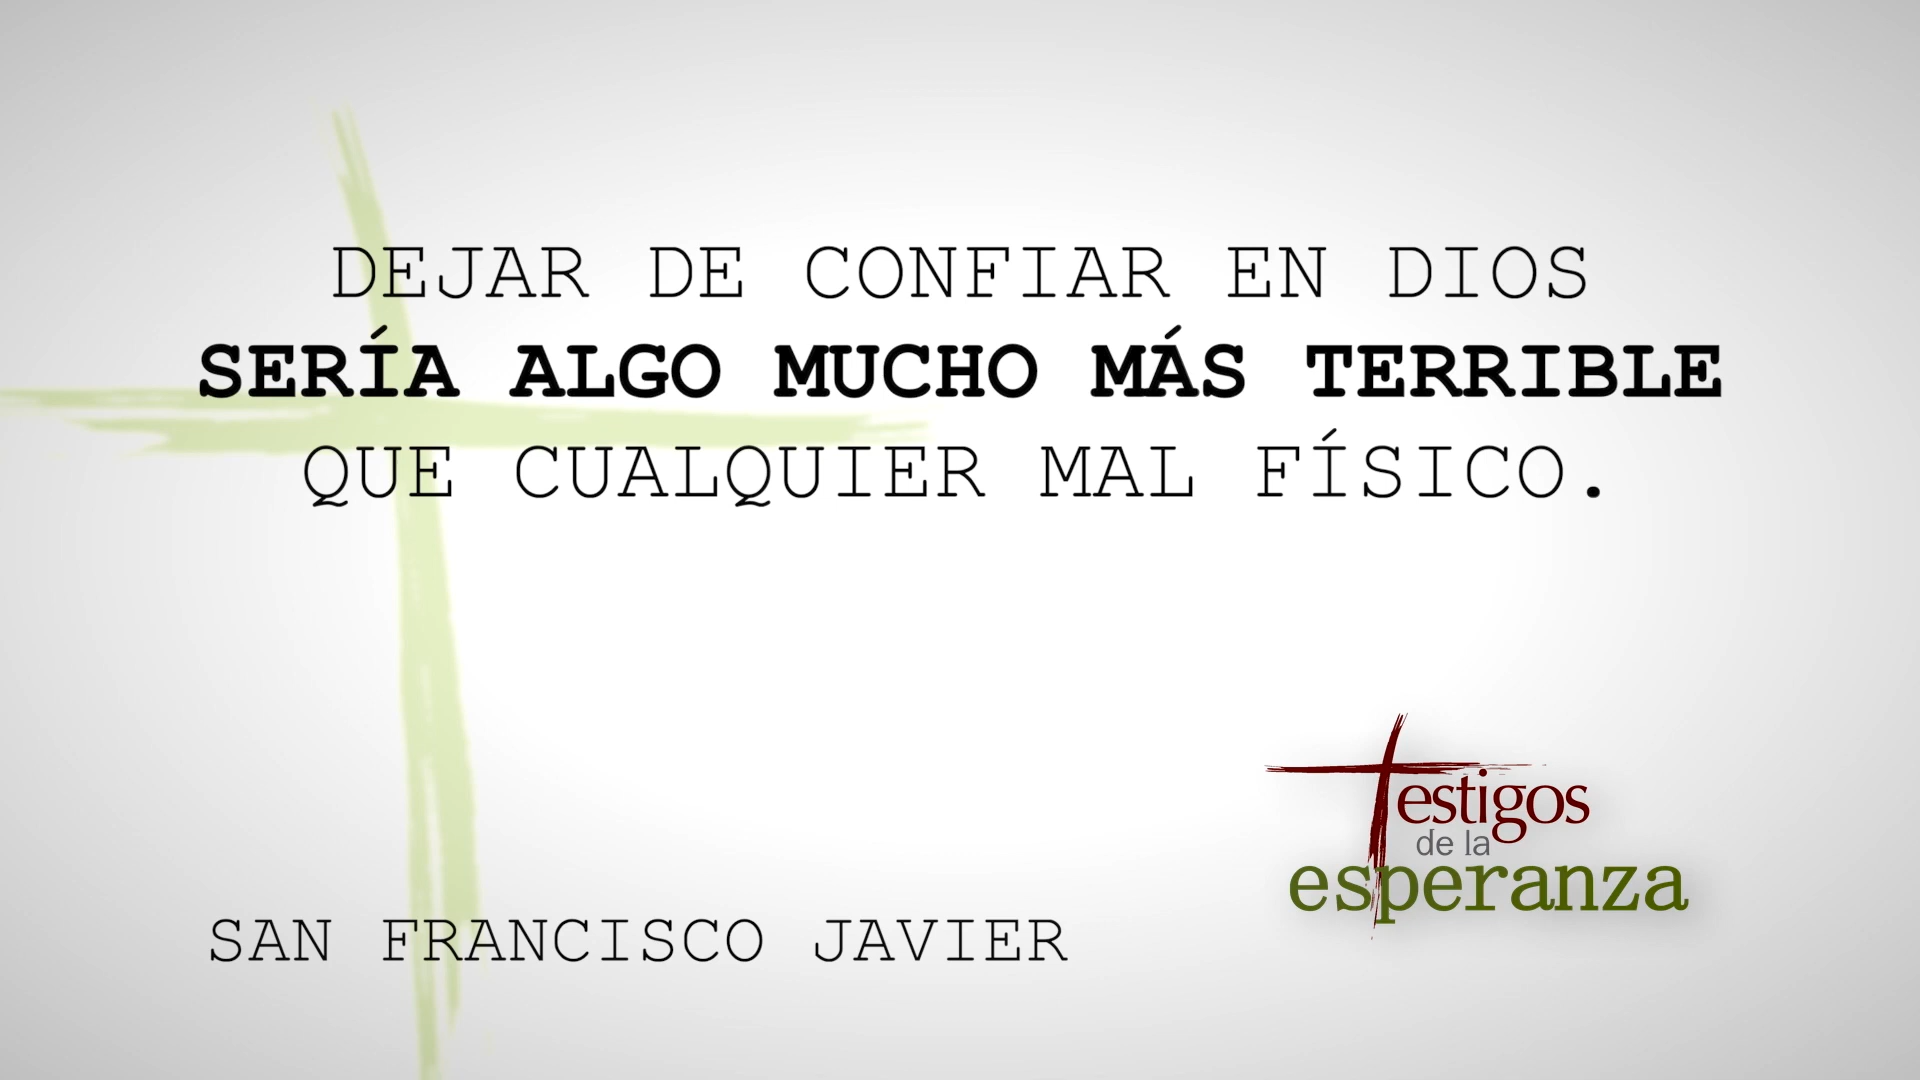 DEJAR DE CONFIAR EN DIOS
SERÍA ALGO MUCHO MÁS TERRIBLE
QUE CUALQUIER MAL FÍSICO.
SAN FRANCISCO JAVIER
testigos
de la
esperanza